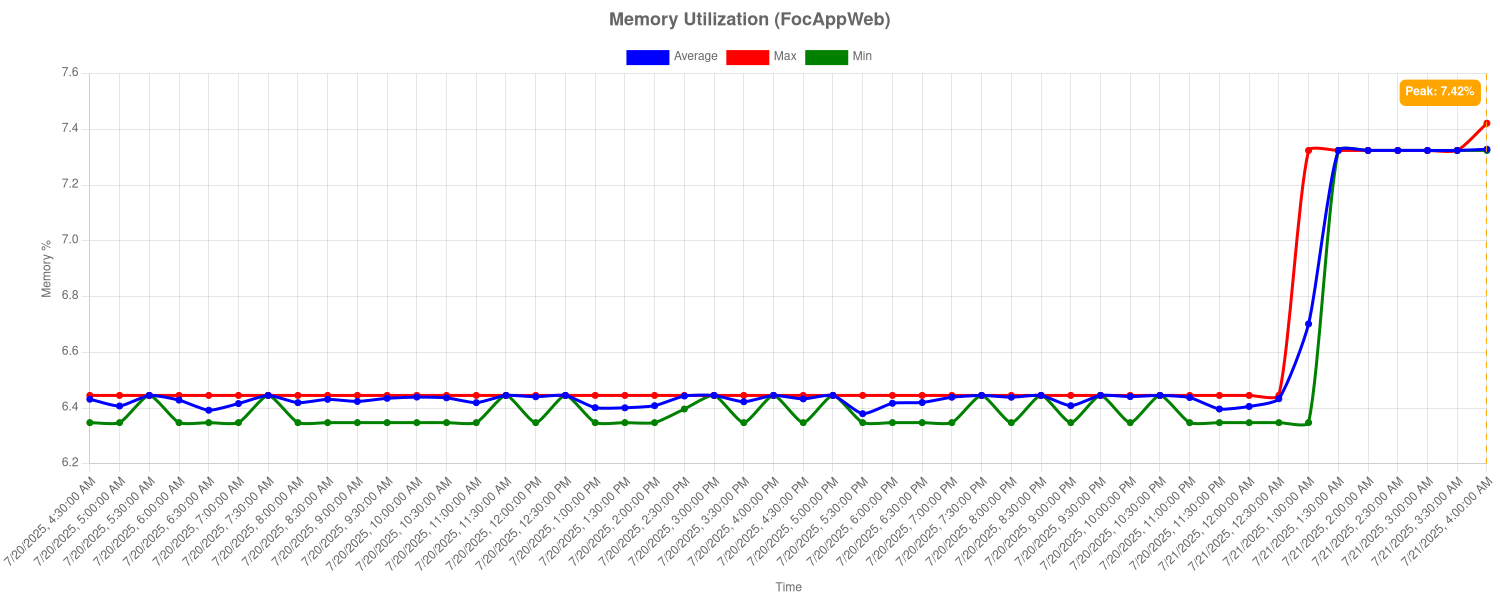 Memory Utilization (FocAppWeb)
Average Max Min
Peak: 7.42%
7.6
7.4
7.2
7.0
6.8
6.6
6.4
6.2
Memory %
7/20/2025, 4:30:00 AM
7/20/2025, 5:00:00 AM
7/20/2025, 5:30:00 AM
7/20/2025, 6:00:00 AM
7/20/2025, 6:30:00 AM
7/20/2025, 7:00:00 AM
7/20/2025, 7:30:00 AM
7/20/2025, 8:00:00 AM
7/20/2025, 8:30:00 AM
7/20/2025, 9:00:00 AM
7/20/2025, 9:30:00 AM
7/20/2025, 10:00:00 AM
7/20/2025, 10:30:00 AM
7/20/2025, 11:00:00 AM
7/20/2025, 11:30:00 AM
7/20/2025, 12:00:00 PM
7/20/2025, 12:30:00 PM
7/20/2025, 1:00:00 PM
7/20/2025, 1:30:00 PM
7/20/2025, 2:00:00 PM
7/20/2025, 2:30:00 PM
7/20/2025, 3:00:00 PM
7/20/2025, 3:30:00 PM
7/20/2025, 4:00:00 PM
7/20/2025, 4:30:00 PM
7/20/2025, 5:00:00 PM
7/20/2025, 5:30:00 PM
7/20/2025, 6:00:00 PM
7/20/2025, 6:30:00 PM
7/20/2025, 7:00:00 PM
7/20/2025, 7:30:00 PM
7/20/2025, 8:00:00 PM
7/20/2025, 8:30:00 PM
7/20/2025, 9:00:00 PM
7/20/2025, 9:30:00 PM
7/20/2025, 10:00:00 PM
7/20/2025, 10:30:00 PM
7/20/2025, 11:00:00 PM
7/20/2025, 11:30:00 PM
7/21/2025, 12:00:00 AM
7/21/2025, 12:30:00 AM
7/21/2025, 1:00:00 AM
7/21/2025, 1:30:00 AM
7/21/2025, 2:00:00 AM
7/21/2025, 2:30:00 AM
7/21/2025, 3:00:00 AM
7/21/2025, 3:30:00 AM
7/21/2025, 4:00:00 AM
Time